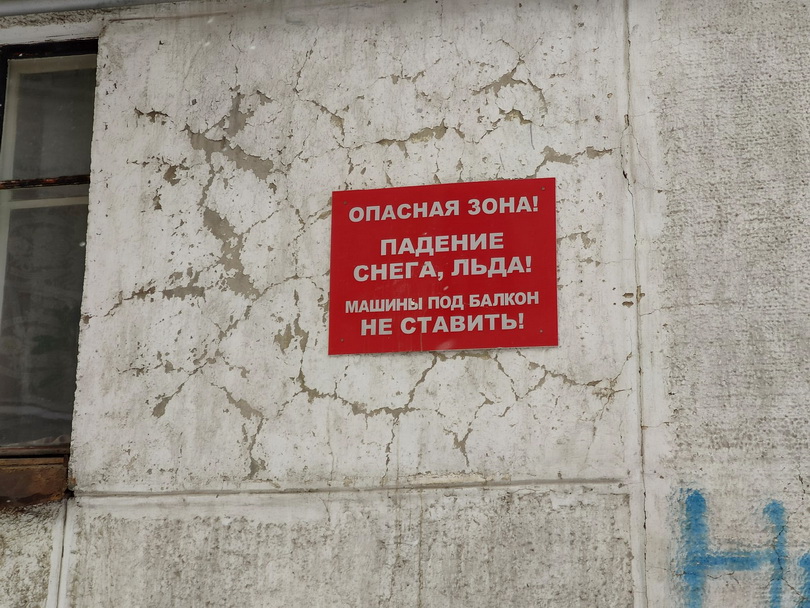 ОПАСНАЯ ЗОНА!
ПАДЕНИЕ
СНЕГА, ЛЬДА!
МАШИНЫ ПОД БАЛКОН
НЕ СТАВИТЬ!